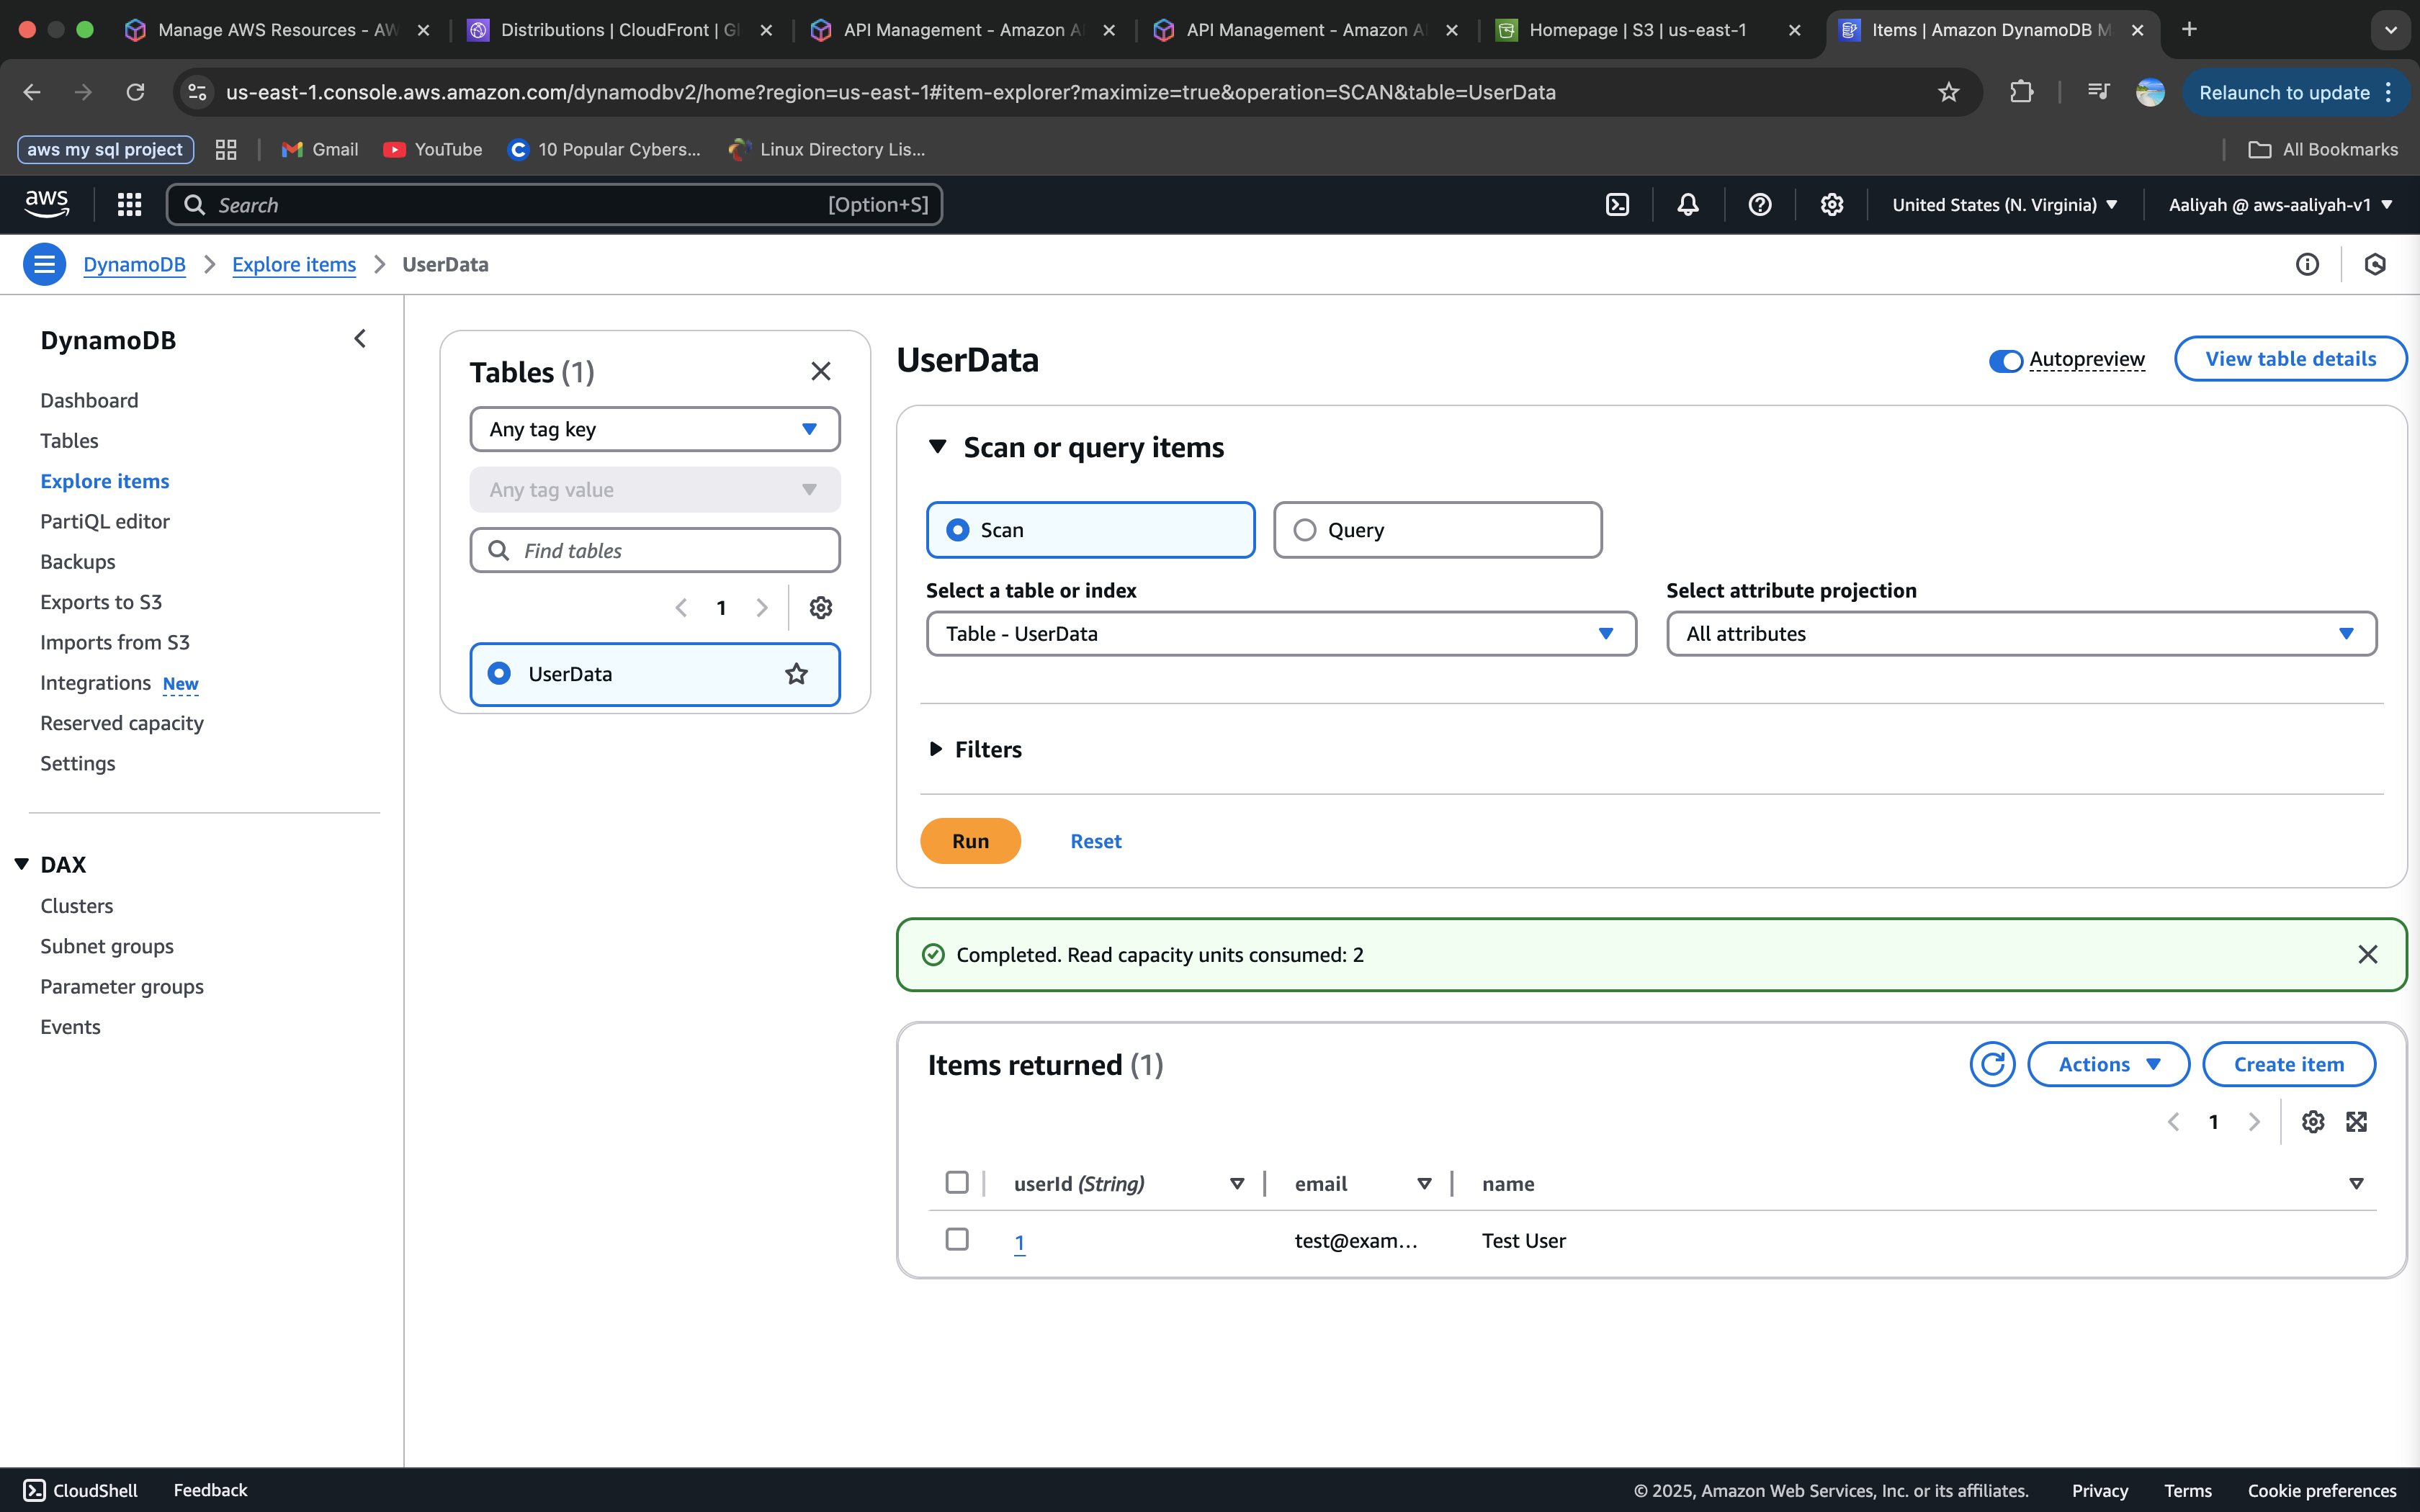 Manage AWS Resources - AW
Distributions | CloudFront | Gl
API Management - Amazon A
API Management - Amazon A
Homepage | S3 | us-east-1
Items | Amazon DynamoDB M
us-east-1.console.aws.amazon.com/dynamodbv2/home?region=us-east-1#item-explorer?maximize=true&operation=SCAN&table=UserData
Relaunch to update
aws my sql project
Gmail
YouTube
10 Popular Cybers...
Linux Directory Lis...
All Bookmarks
aws
Search
[Option+S]
United States (N. Virginia)
Aaliyah @ aws-aaliyah-v1
DynamoDB
Explore items
UserData
DynamoDB
Dashboard
Tables
Explore items
PartiQL editor
Backups
Exports to S3
Imports from S3
Integrations New
Reserved capacity
Settings
DAX
Clusters
Subnet groups
Parameter groups
Events
Tables (1)
Any tag key
Any tag value
Find tables
1
UserData
UserData
Autopreview
View table details
Scan or query items
Scan
Query
Select a table or index
Table - UserData
Select attribute projection
All attributes
Filters
Run
Reset
Completed. Read capacity units consumed: 2
Items returned (1)
Actions
Create item
1
userId (String)
email
name
1
test@exam...
Test User
CloudShell
Feedback
© 2025, Amazon Web Services, Inc. or its affiliates.
Privacy
Terms
Cookie preferences